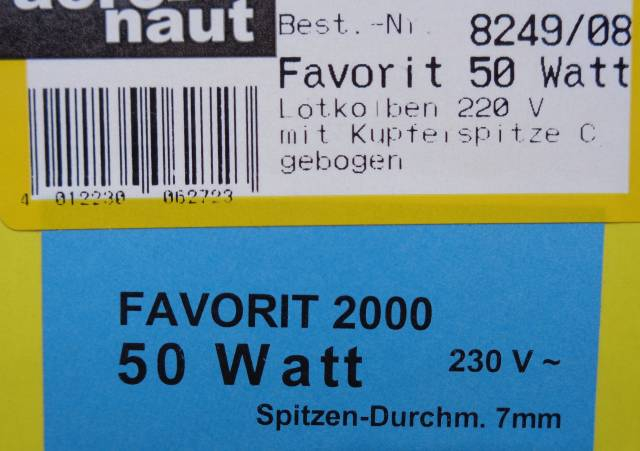 naut
Best.-Nr. 8249/08
Favorit 50 Watt
Lötkolben 220 V
mit Kupferspitze C
gebogen
4 012230 062723
FAVORIT 2000
50 Watt 230 V ~
Spitzen-Durchm. 7mm